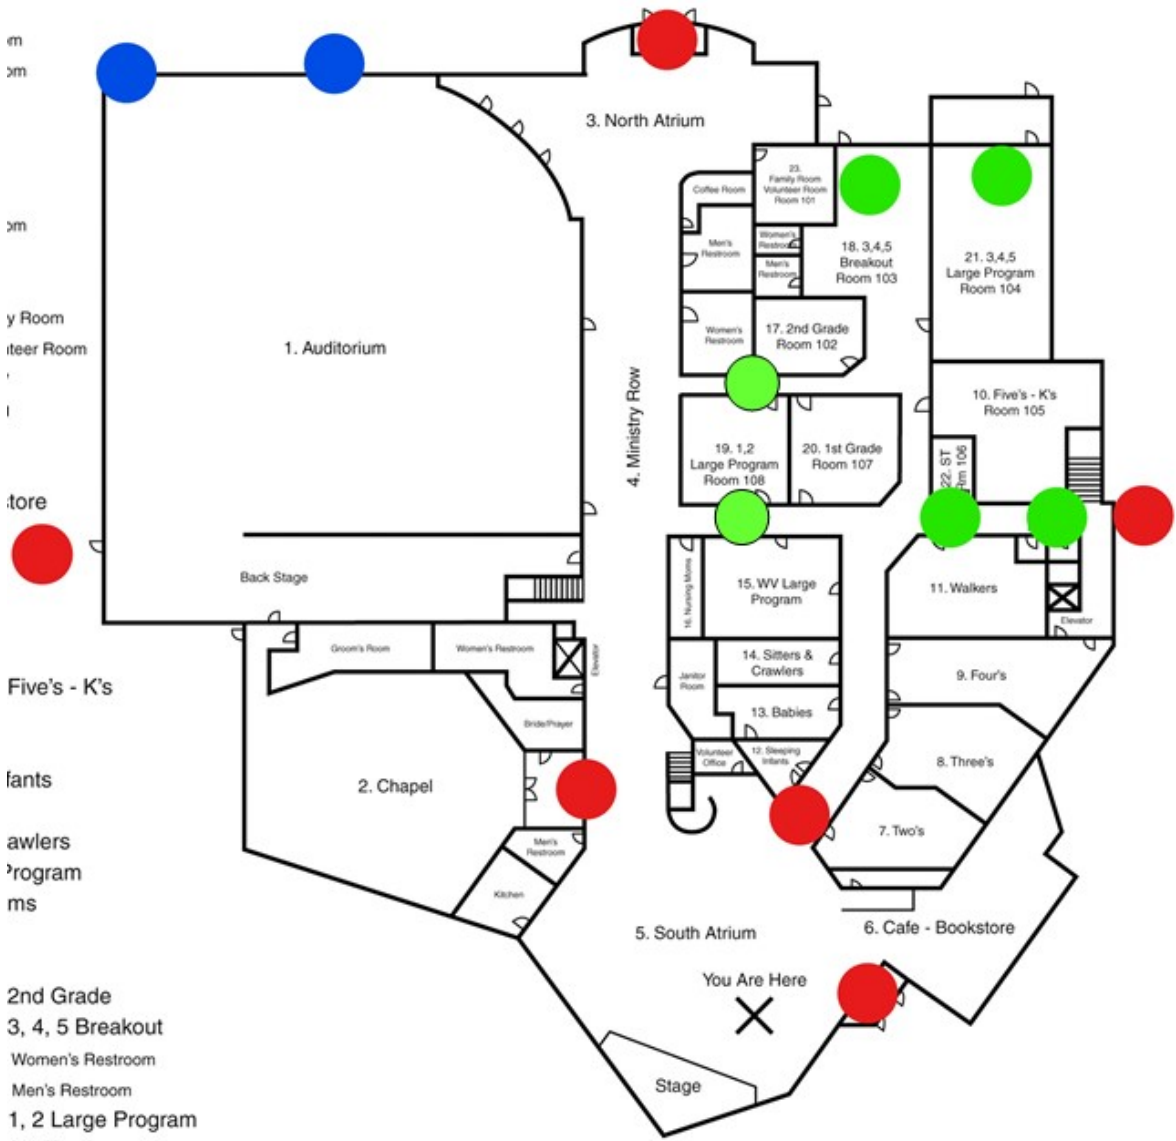 3. North Atrium
23.
Family Room
Volunteer Room
Room 101
Coffee Room
Men's
Restroom
Women's
Restroom
Men's
Restroom
18. 3,4,5
Breakout
Room 103
21. 3,4,5
Large Program
Room 104
y Room
teer Room
1. Auditorium
Women's
Restroom
17. 2nd Grade
Room 102
4. Ministry Row
10. Five's - K's
Room 105
19. 1,2
Large Program
Room 108
20. 1st Grade
Room 107
22. ST
Rm 106
store
Back Stage
16. Nursing Moms
15. WV Large
Program
11. Walkers
Elevator
Groom's Room
Women's Restroom
Elevator
Janitor
Room
14. Sitters &
Crawlers
9. Four's
Five's - K's
13. Babies
Bride/Prayer
Volunteer
Office
12. Sleeping
Infants
8. Three's
fants
2. Chapel
7. Two's
awlers
Program
ms
Men's
Restroom
Kitchen
5. South Atrium
6. Cafe - Bookstore
You Are Here
2nd Grade
3, 4, 5 Breakout
Women's Restroom
Men's Restroom
1, 2 Large Program
Stage